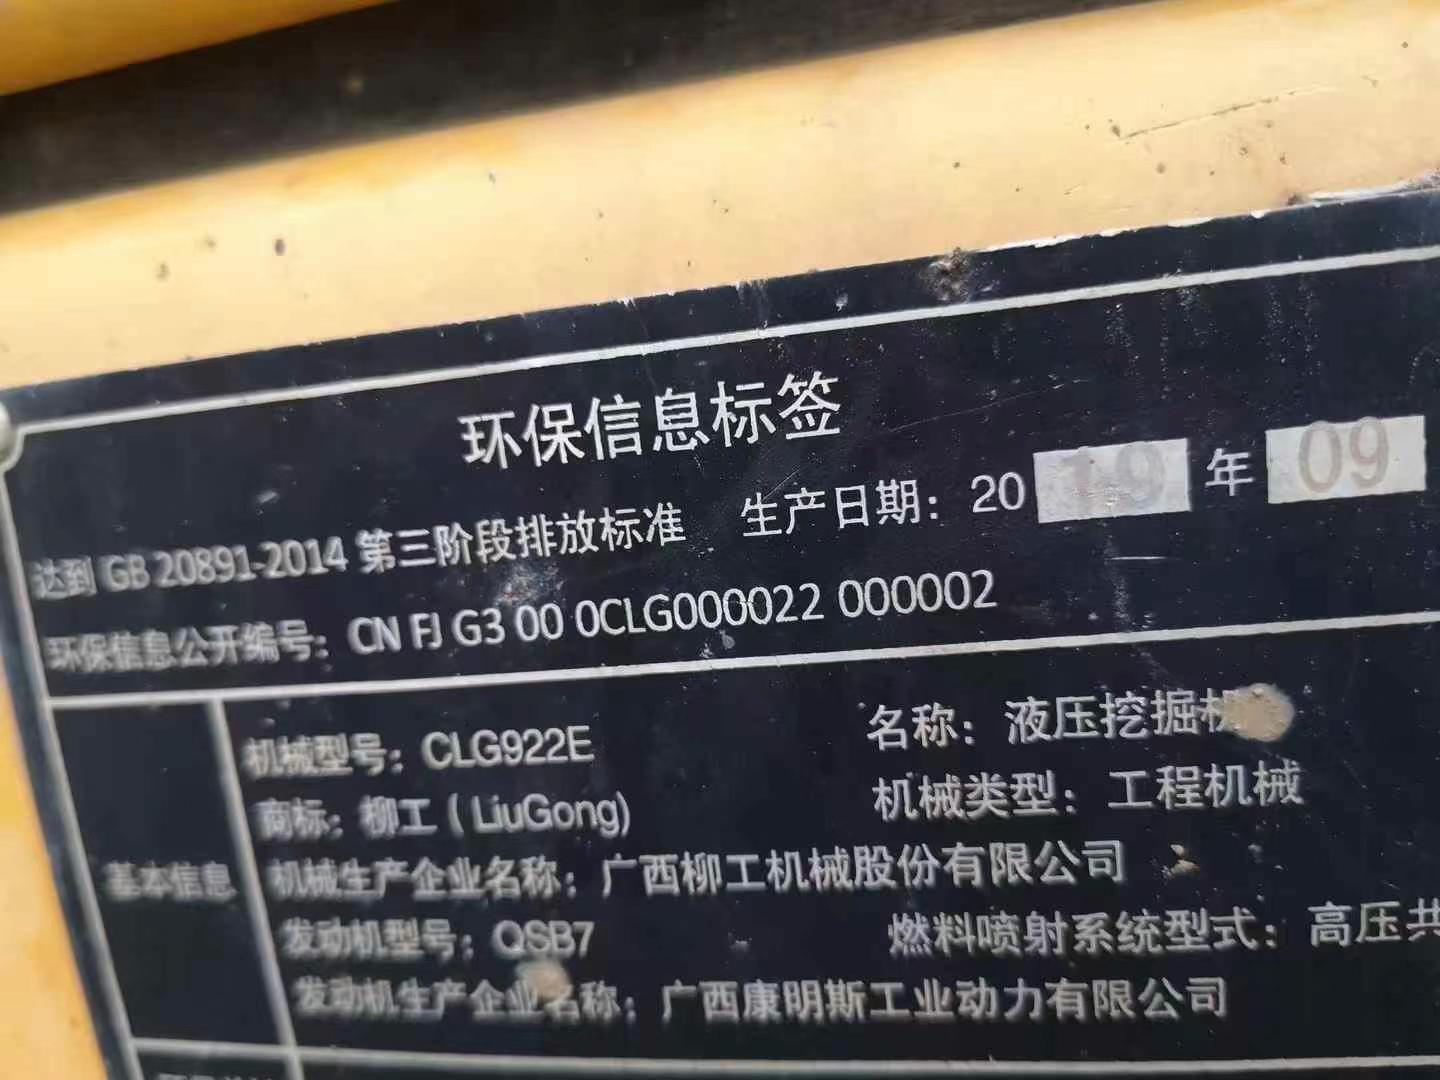 环保信息标签
达到 GB 20891-2014 第三阶段排放标准 生产日期：2019 年 09
环保信息公开编号：CN FJ G3 00 0CLG000022 000002
机械型号：CLG922E 名称：液压挖掘机
商标：柳工（LiuGong) 机械类型：工程机械
基本信息 机械生产企业名称：广西柳工机械股份有限公司
发动机型号：QSB7 燃料喷射系统型式：高压共
发动机生产企业名称：广西康明斯工业动力有限公司